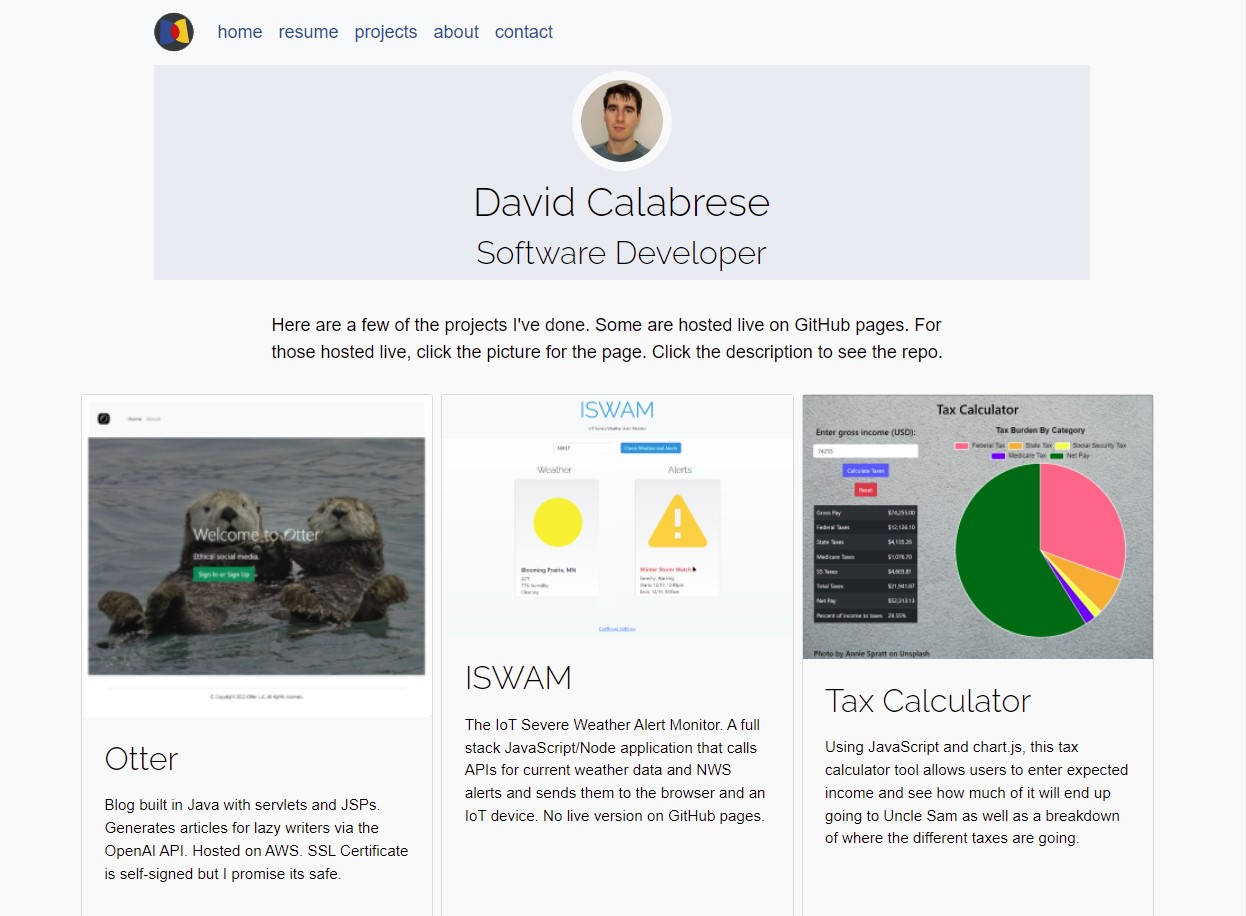 home resume projects about contact
David Calabrese
Software Developer
Here are a few of the projects I've done. Some are hosted live on GitHub pages. For
those hosted live, click the picture for the page. Click the description to see the repo.
Home About
Welcome to Otter
Ethical social media.
Sign In or Sign Up
Otter
Blog built in Java with servlets and JSPs.
Generates articles for lazy writers via the
OpenAI API. Hosted on AWS. SSL Certificate
is self-signed but I promise its safe.
ISWAM
IoT Severe Weather Alert Monitor
Check Weather and Alerts
Weather
Alerts
Blooming Prairie, MN
77% humidity
Clear sky
Winter Storm Watch
Configure Settings
ISWAM
The IoT Severe Weather Alert Monitor. A full
stack JavaScript/Node application that calls
APIs for current weather data and NWS
alerts and sends them to the browser and an
IoT device. No live version on GitHub pages.
Tax Calculator
Enter gross income (USD):
74255
Calculate Taxes
Reset
Gross Pay $74,255.00
Federal Taxes $12,126.10
State Taxes $4,135.26
Medicare Taxes $1,076.70
SS Taxes $4,603.81
Total Taxes $21,941.87
Net Pay $52,313.13
Percent of income to taxes 29.55%
Tax Burden By Category
Federal Tax State Tax Social Security Tax
Medicare Tax Net Pay
Photo by Annie Spratt on Unsplash
Tax Calculator
Using JavaScript and chart.js, this tax
calculator tool allows users to enter expected
income and see how much of it will end up
going to Uncle Sam as well as a breakdown
of where the different taxes are going.